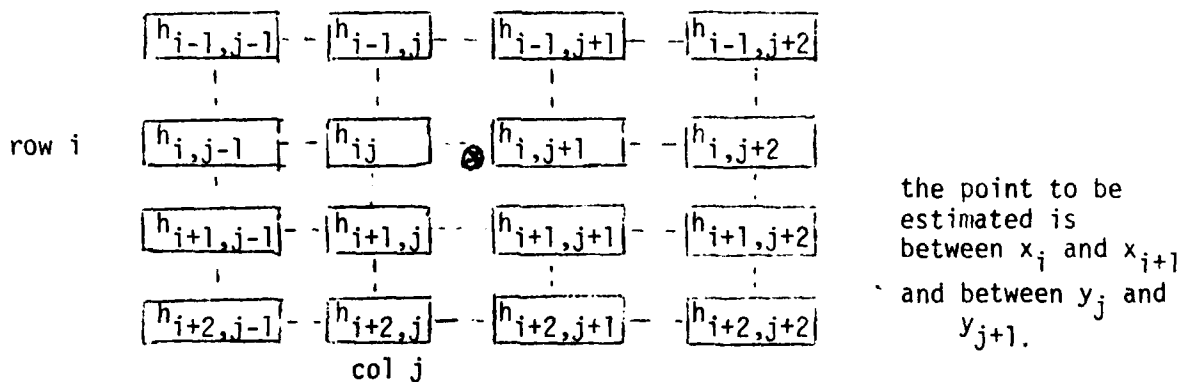 h_{i-1,j-1} h_{i-1,j} h_{i-1,j+1} h_{i-1,j+2}
row i h_{i,j-1} h_{ij} h_{i,j+1} h_{i,j+2}
h_{i+1,j-1} h_{i+1,j} h_{i+1,j+1} h_{i+1,j+2}
h_{i+2,j-1} h_{i+2,j} h_{i+2,j+1} h_{i+2,j+2}
col j
the point to be
estimated is
between x_i and x_{i+1}
and between y_j and
y_{j+1}.